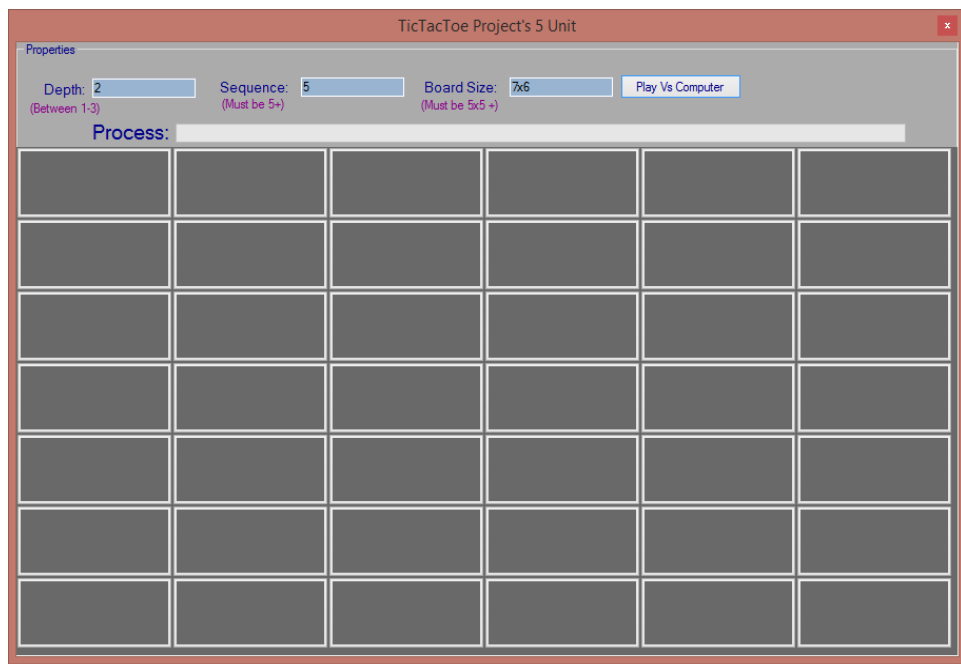 TicTacToe Project's 5 Unit
x
Properties
Depth: 2 Sequence: 5 Board Size: 7x6 Play Vs Computer
(Between 1-3) (Must be 5+) (Must be 5x5 +)
Process: